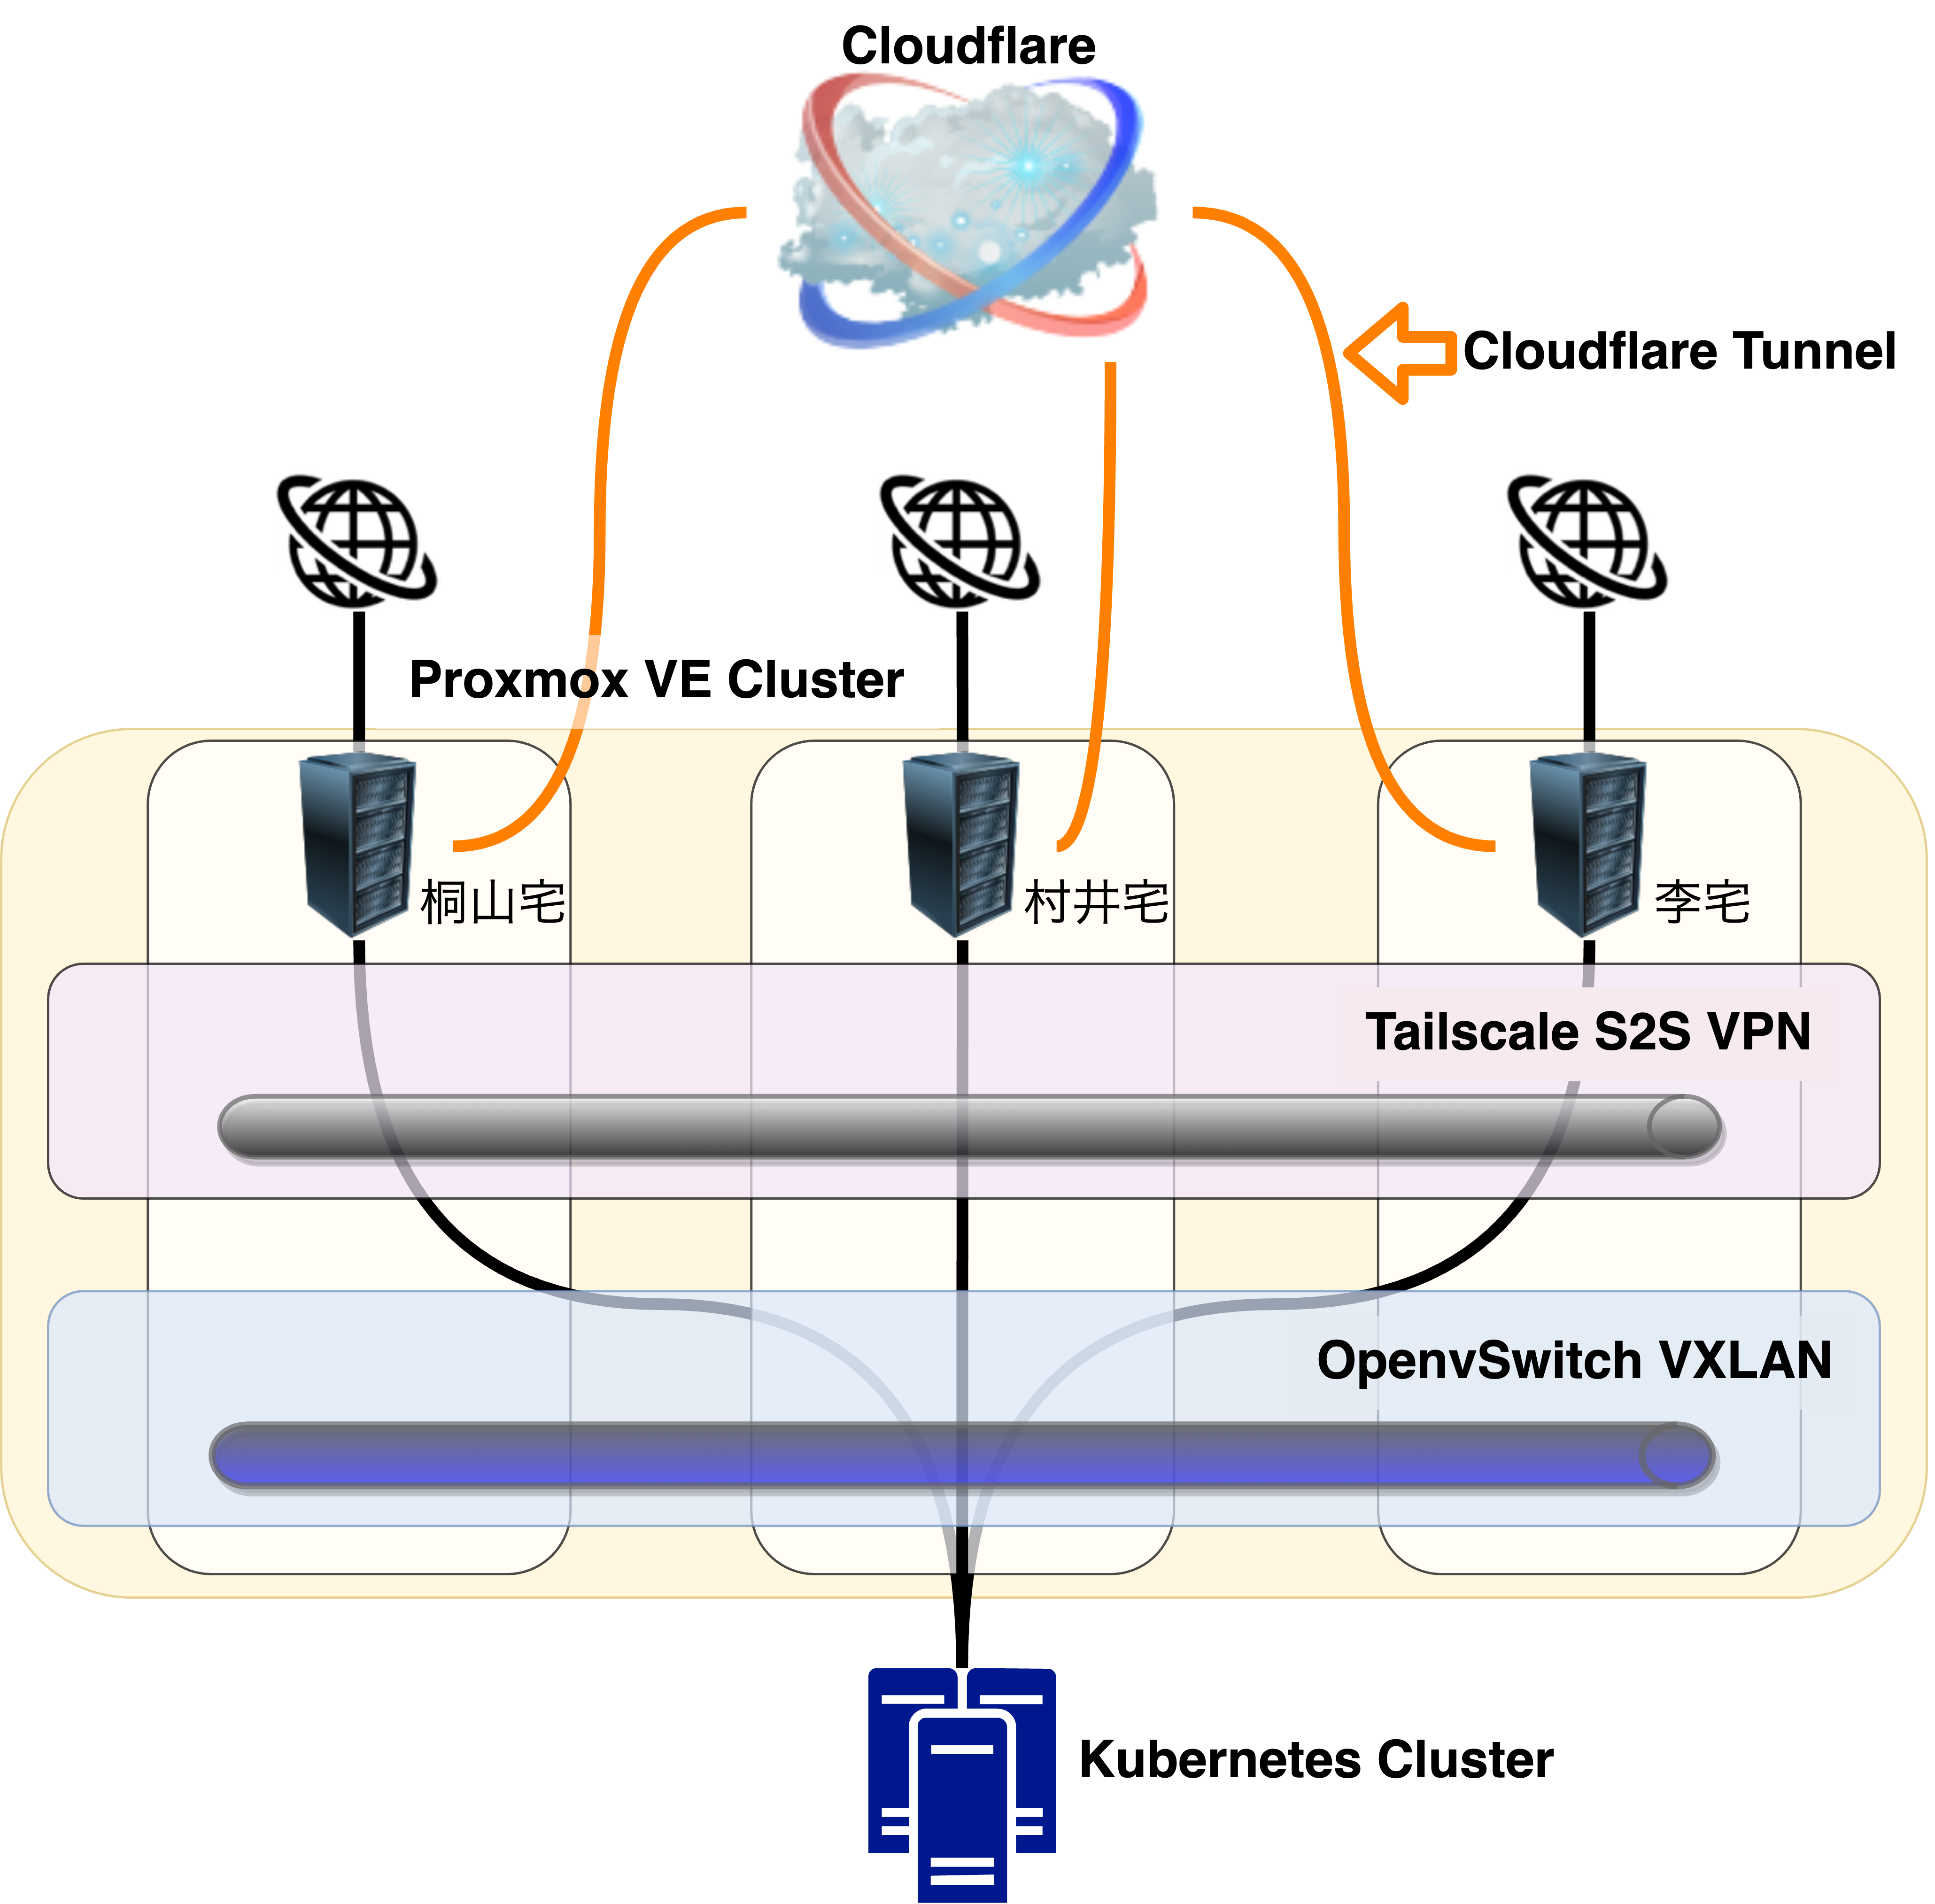 Cloudflare
Cloudflare Tunnel
Proxmox VE Cluster
桐山宅
村井宅
李宅
Tailscale S2S VPN
OpenvSwitch VXLAN
Kubernetes Cluster